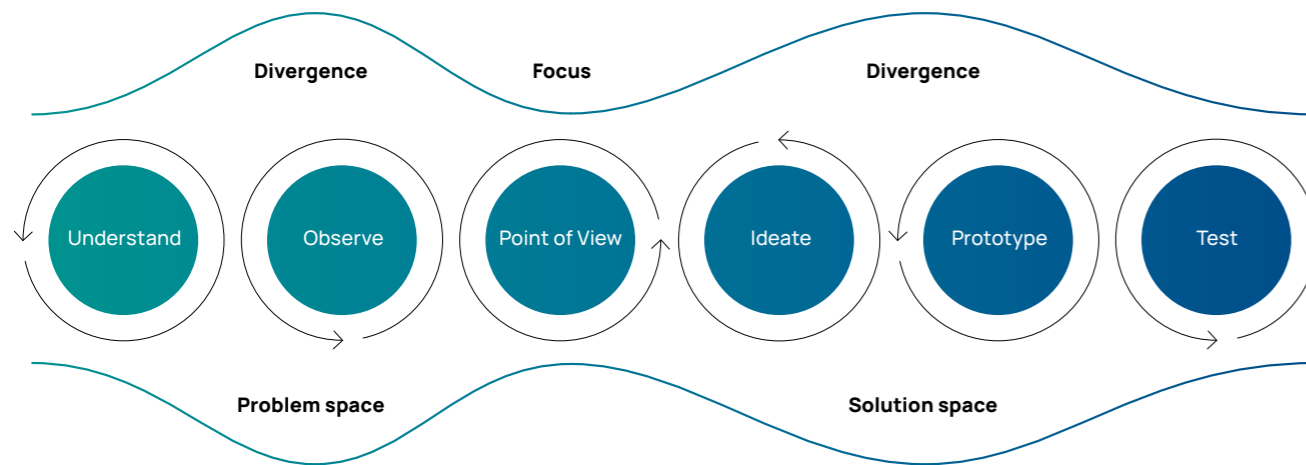 Divergence
Focus
Divergence
Understand
Observe
Point of View
Ideate
Prototype
Test
Problem space
Solution space